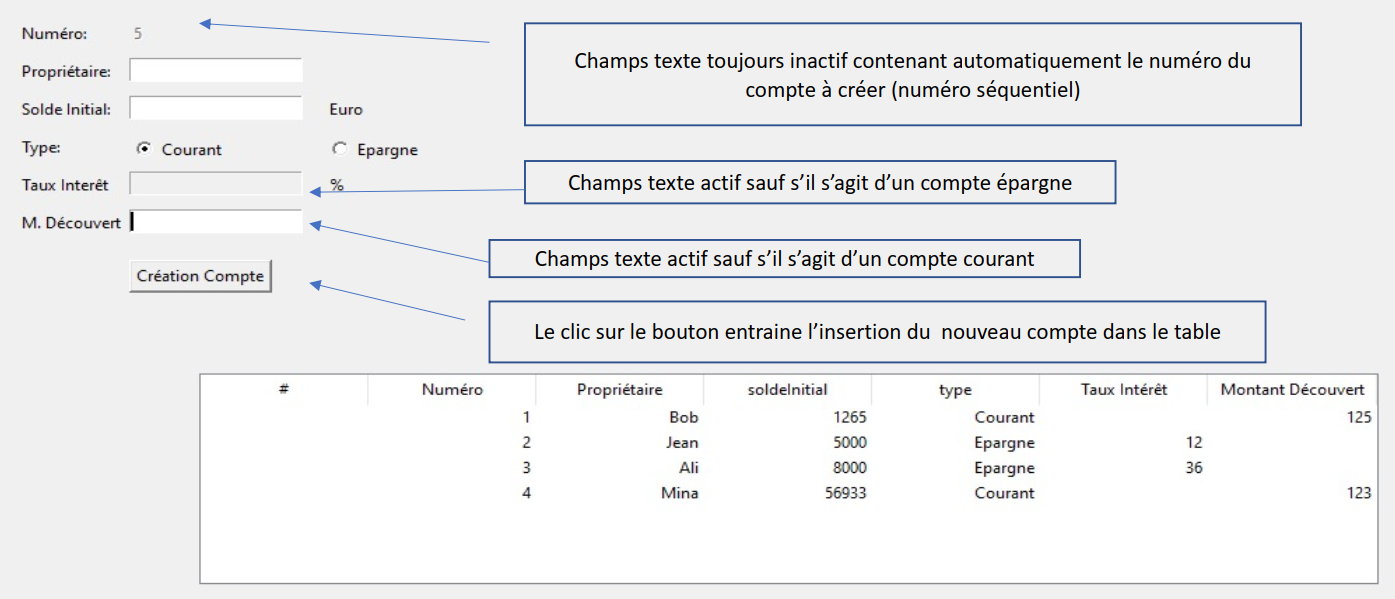 Numéro: 5
Champs texte toujours inactif contenant automatiquement le numéro du
compte à créer (numéro séquentiel)
Propriétaire:
Solde Initial: Euro
Type: Courant Epargne
Taux Interêt %
Champs texte actif sauf s’il s’agit d’un compte épargne
M. Découvert
Champs texte actif sauf s’il s’agit d’un compte courant
Création Compte
Le clic sur le bouton entraine l’insertion du nouveau compte dans le table
# Numéro Propriétaire soldeInitial type Taux Intérêt Montant Découvert
1 Bob 1265 Courant 125
2 Jean 5000 Epargne 12
3 Ali 8000 Epargne 36
4 Mina 56933 Courant 123